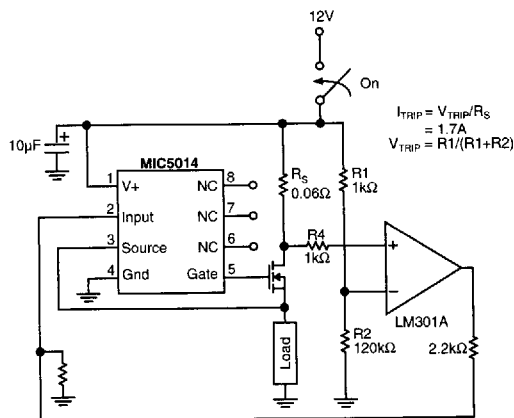 12V
On
I_TRIP = V_TRIP/R_S
= 1.7A
V_TRIP = R1/(R1+R2)
10µF
+
MIC5014
1 V+ NC 8
2 Input NC 7
3 Source NC 6
4 Gnd Gate 5
R_S
0.06Ω
R1
1kΩ
R4
1kΩ
+
−
LM301A
R2
120kΩ
2.2kΩ
Load